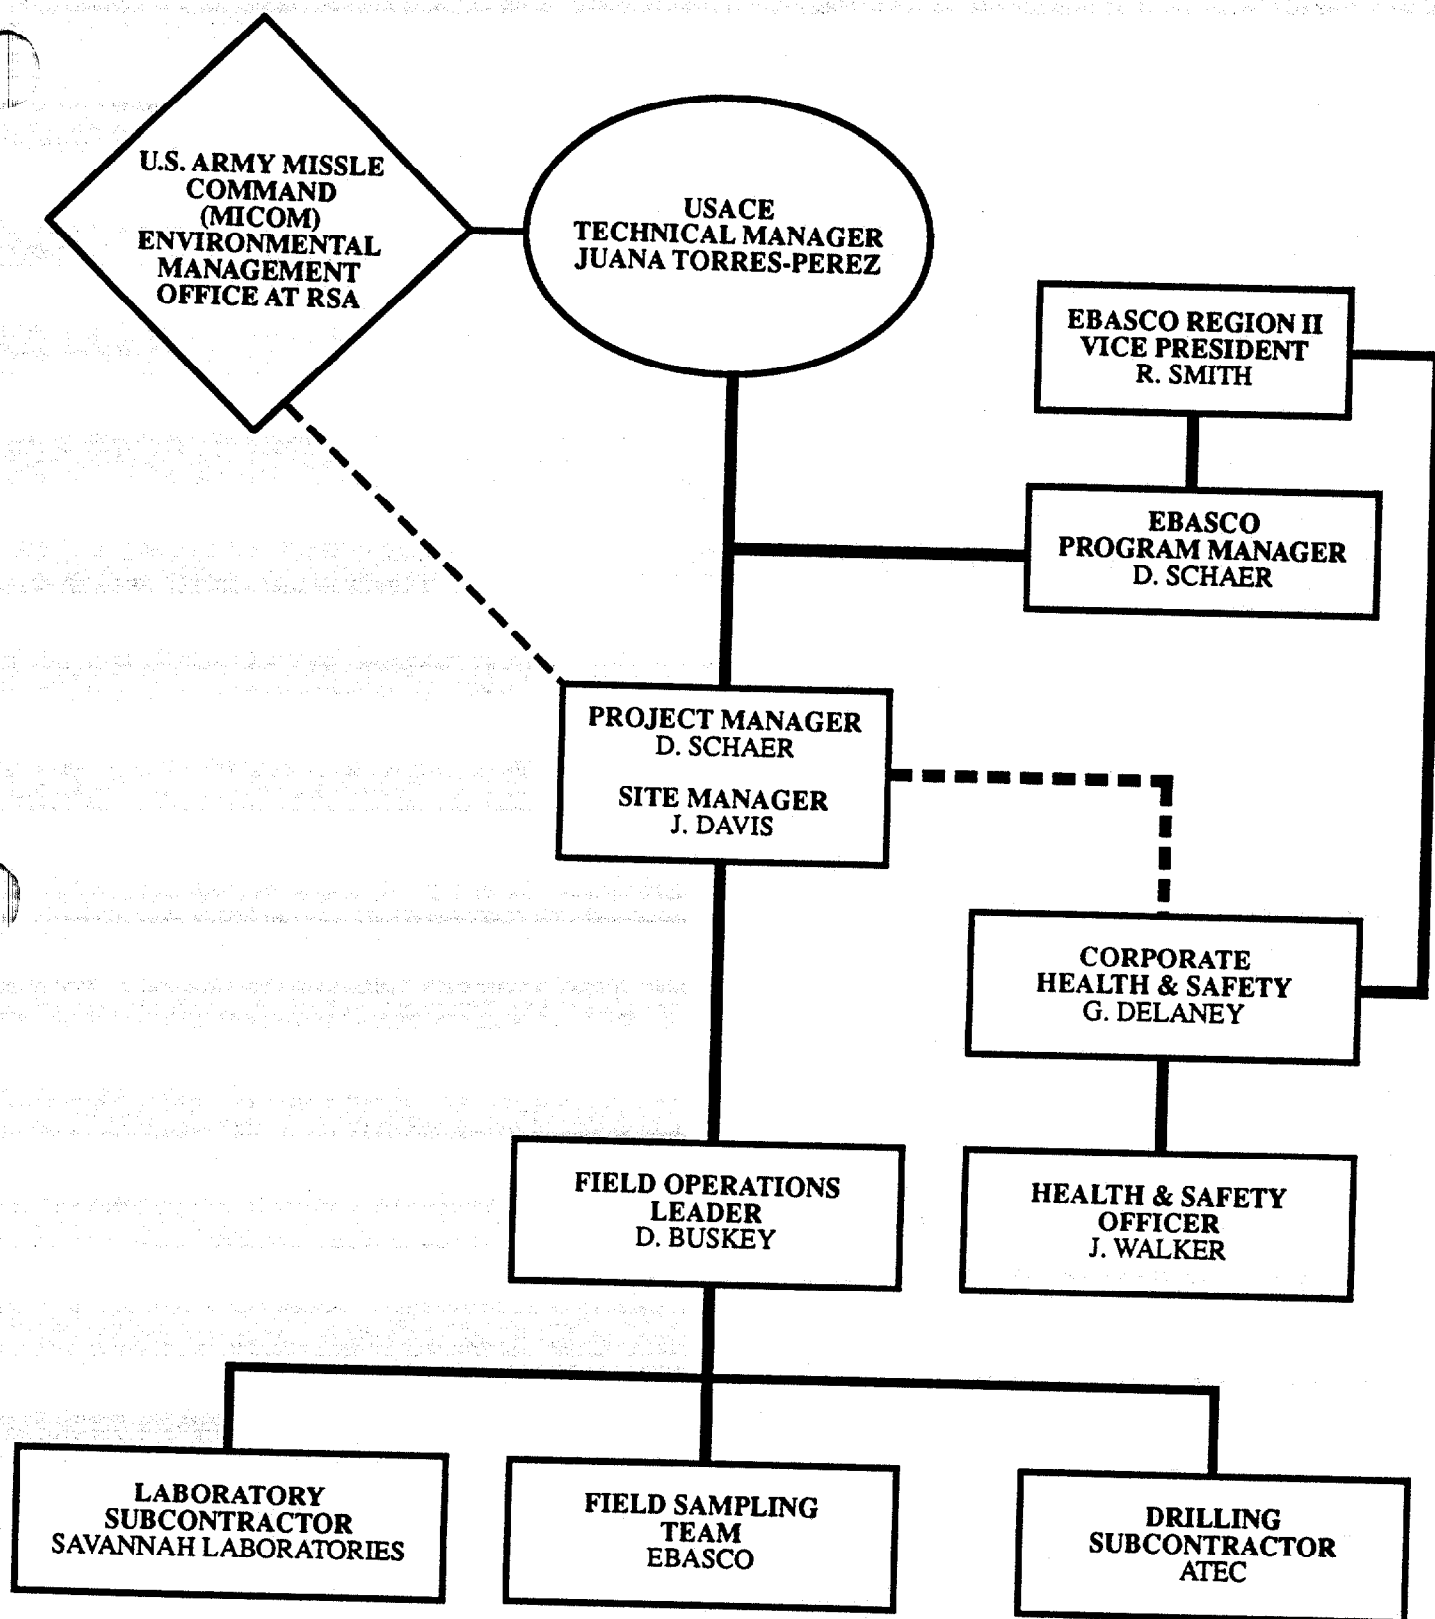 U.S. ARMY MISSLE
COMMAND
(MICOM)
ENVIRONMENTAL
MANAGEMENT
OFFICE AT RSA
USACE
TECHNICAL MANAGER
JUANA TORRES-PEREZ
EBASCO REGION II
VICE PRESIDENT
R. SMITH
EBASCO
PROGRAM MANAGER
D. SCHAER
PROJECT MANAGER
D. SCHAER
SITE MANAGER
J. DAVIS
CORPORATE
HEALTH & SAFETY
G. DELANEY
FIELD OPERATIONS
LEADER
D. BUSKEY
HEALTH & SAFETY
OFFICER
J. WALKER
LABORATORY
SUBCONTRACTOR
SAVANNAH LABORATORIES
FIELD SAMPLING
TEAM
EBASCO
DRILLING
SUBCONTRACTOR
ATEC